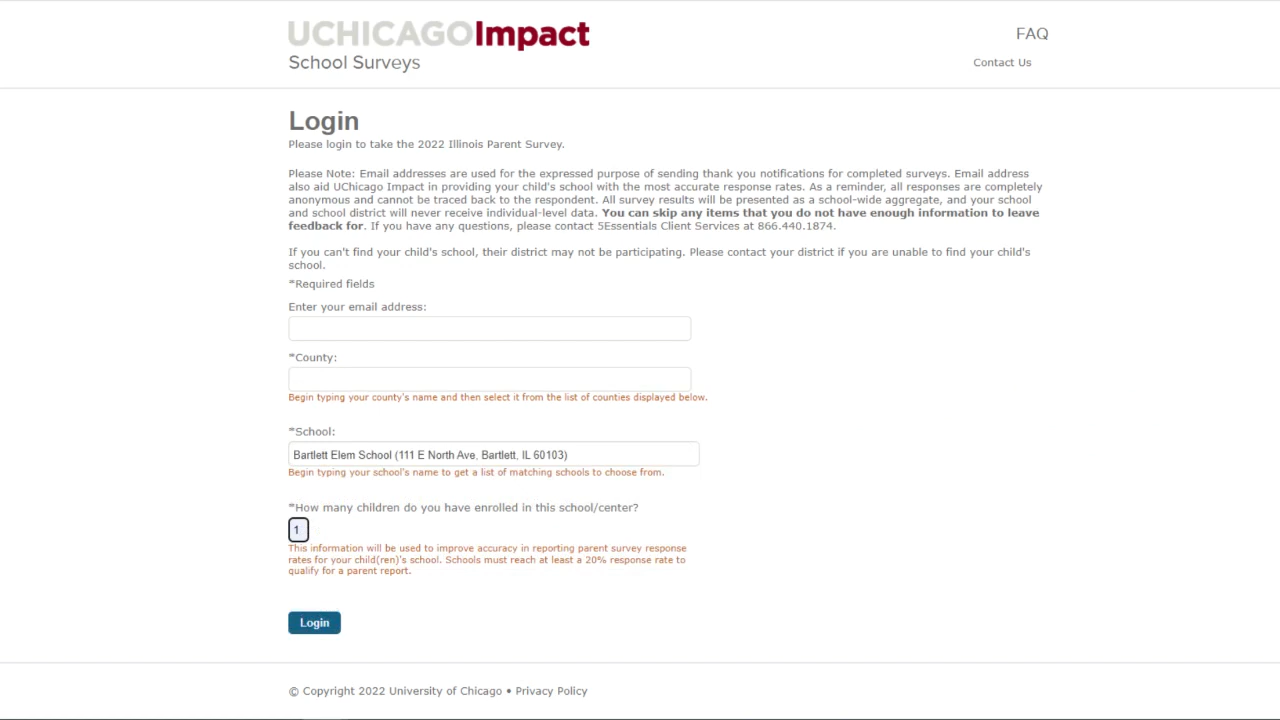 UCHICAGOImpact
School Surveys
FAQ
Contact Us
Login
Please login to take the 2022 Illinois Parent Survey.
Please Note: Email addresses are used for the expressed purpose of sending thank you notifications for completed surveys. Email address
also aid UChicago Impact in providing your child's school with the most accurate response rates. As a reminder, all responses are completely
anonymous and cannot be traced back to the respondent. All survey results will be presented as a school-wide aggregate, and your school
and school district will never receive individual-level data. You can skip any items that you do not have enough information to leave
feedback for. If you have any questions, please contact 5Essentials Client Services at 866.440.1874.
If you can't find your child's school, their district may not be participating. Please contact your district if you are unable to find your child's
school.
*Required fields
Enter your email address:
*County:
Begin typing your county's name and then select it from the list of counties displayed below.
*School:
Bartlett Elem School (111 E North Ave, Bartlett, IL 60103)
Begin typing your school's name to get a list of matching schools to choose from.
*How many children do you have enrolled in this school/center?
1
This information will be used to improve accuracy in reporting parent survey response
rates for your child(ren)'s school. Schools must reach at least a 20% response rate to
qualify for a parent report.
Login
© Copyright 2022 University of Chicago • Privacy Policy